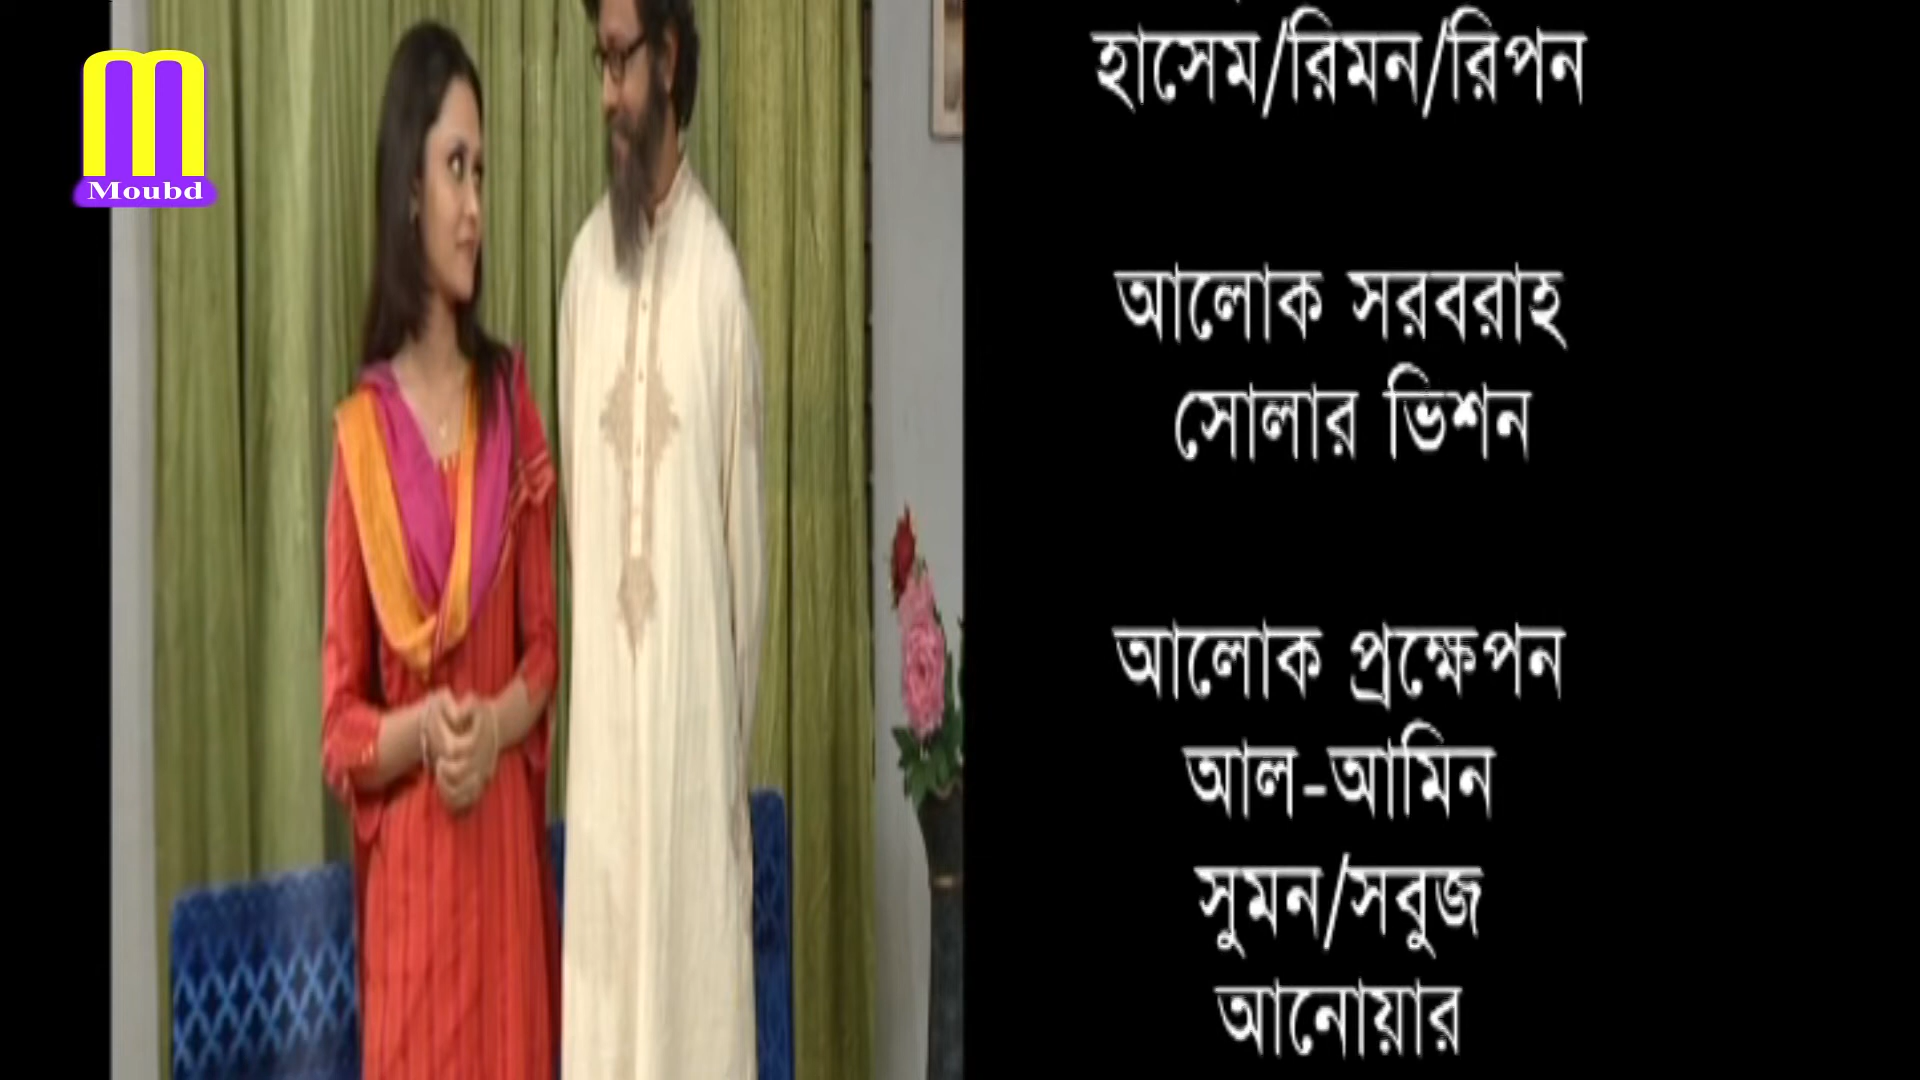 Moubd
হাসেম/রিমন/রিপন
আলোক সরবরাহ
সোলার ভিশন
আলোক প্রক্ষেপন
আল-আমিন
সুমন/সবুজ
আনোয়ার